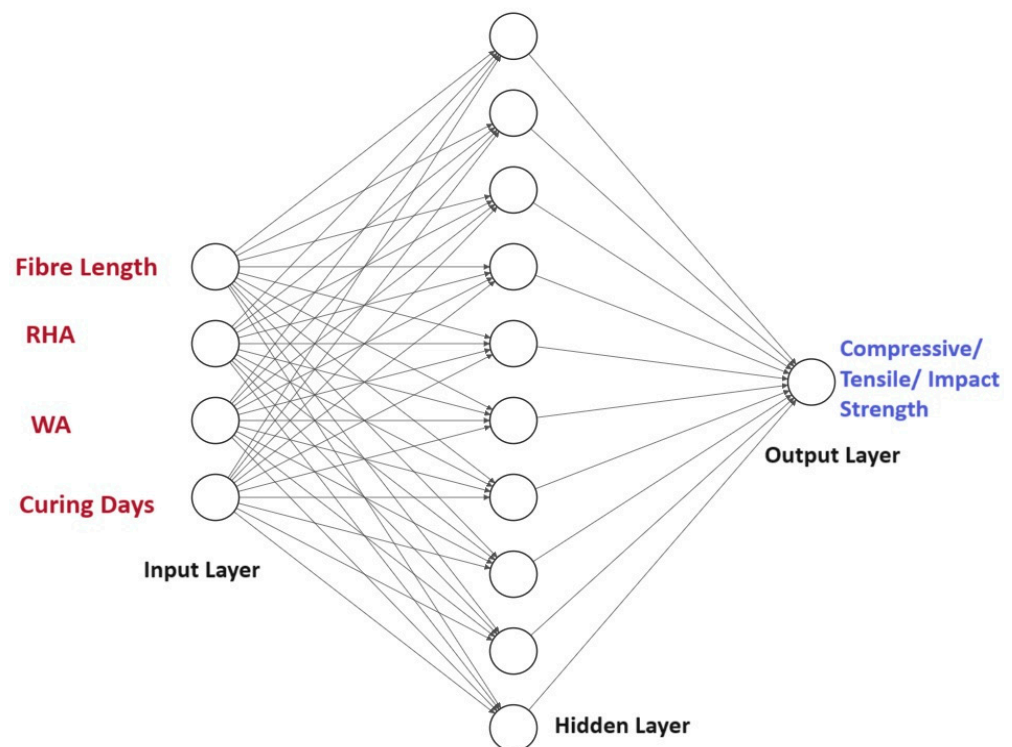 Fibre Length
RHA
WA
Curing Days
Input Layer
Hidden Layer
Compressive/
Tensile/ Impact
Strength
Output Layer